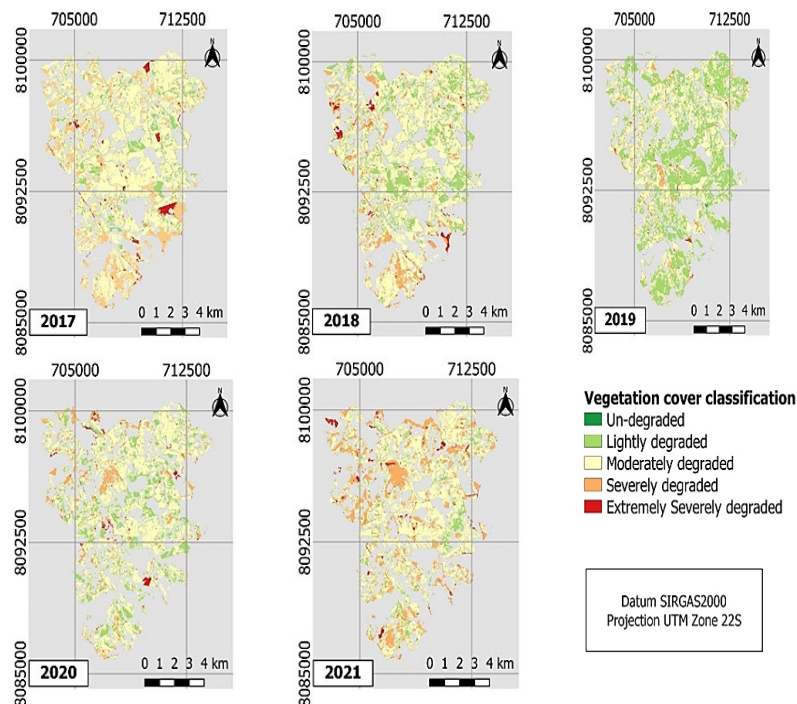 705000 712500
N
8100000
8092500
8085000
2017
0 1 2 3 4 km
705000 712500
N
8100000
8092500
8085000
2018
0 1 2 3 4 km
705000 712500
N
8100000
8092500
8085000
2019
0 1 2 3 4 km
705000 712500
N
8100000
8092500
8085000
2020
0 1 2 3 4 km
705000 712500
N
8100000
8092500
8085000
2021
0 1 2 3 4 km
Vegetation cover classification
Un-degraded
Lightly degraded
Moderately degraded
Severely degraded
Extremely Severely degraded
Datum SIRGAS2000
Projection UTM Zone 22S